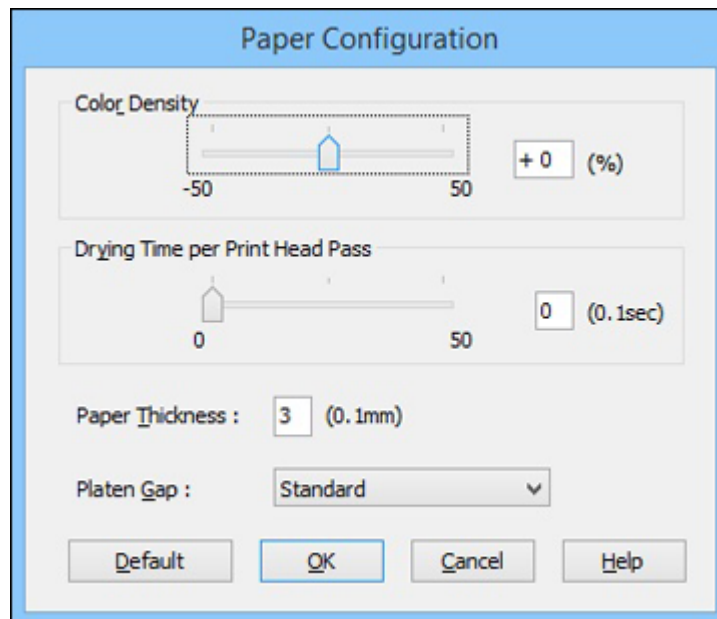 Paper Configuration
Color Density
+ 0 (%)
-50 50
Drying Time per Print Head Pass
0 (0.1sec)
0 50
Paper Thickness : 3 (0.1mm)
Platen Gap : Standard
Default OK Cancel Help